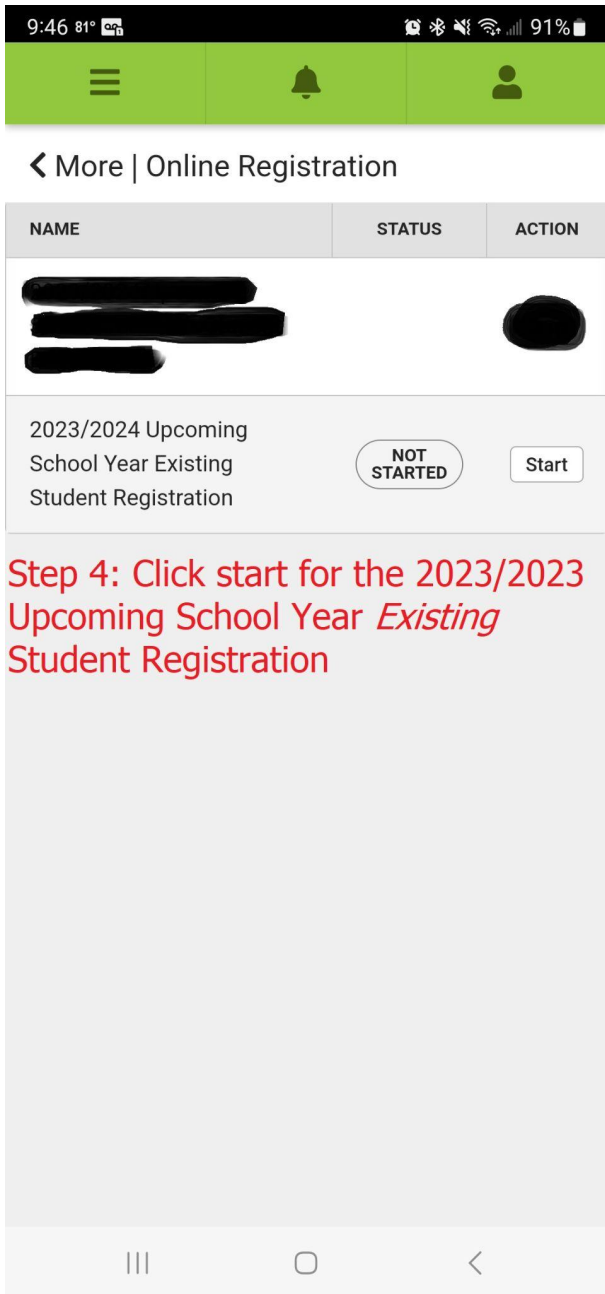 9:46 81° 91%
More | Online Registration
NAME STATUS ACTION
2023/2024 Upcoming
School Year Existing
Student Registration
NOT
STARTED
Start
Step 4: Click start for the 2023/2023
Upcoming School Year Existing
Student Registration